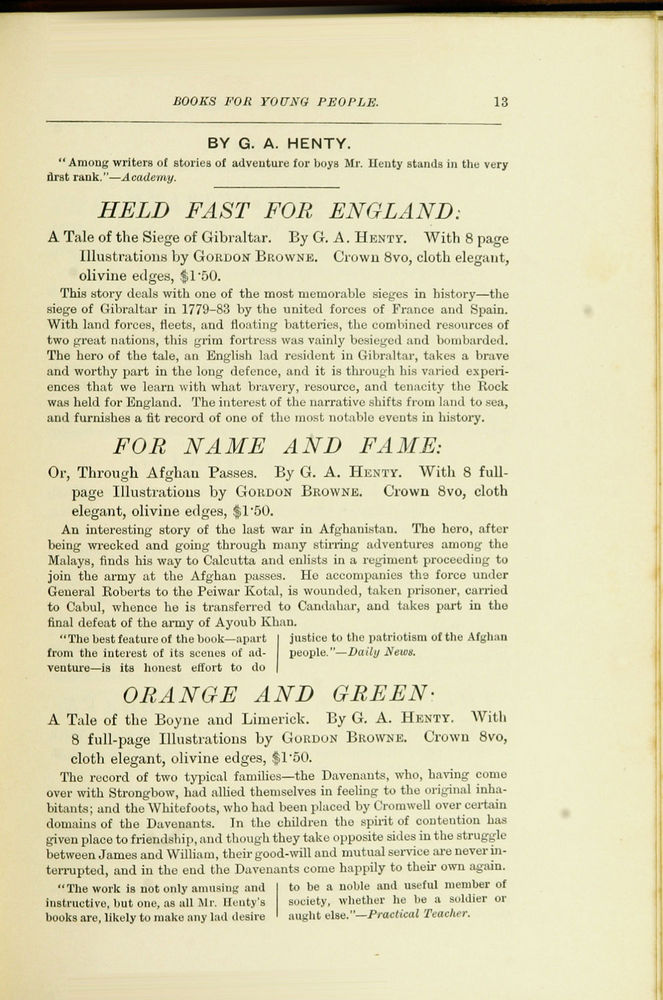 BOOKS FOR YOUNG PEOPLE. 13
BY G. A. HENTY.
"Among writers of stories of adventure for boys Mr. Henty stands in the very
first rank."—Academy.
HELD FAST FOR ENGLAND:
A Tale of the Siege of Gibraltar. By G. A. HENTY. With 8 page
Illustrations by GORDON BROWNE. Crown 8vo, cloth elegant,
olivine edges, $1·50.
This story deals with one of the most memorable sieges in history—the
siege of Gibraltar in 1779–83 by the united forces of France and Spain.
With land forces, fleets, and floating batteries, the combined resources of
two great nations, this grim fortress was vainly besieged and bombarded.
The hero of the tale, an English lad resident in Gibraltar, takes a brave
and worthy part in the long defence, and it is through his varied experi-
ences that we learn with what bravery, resource, and tenacity the Rock
was held for England. The interest of the narrative shifts from land to sea,
and furnishes a fit record of one of the most notable events in history.
FOR NAME AND FAME:
Or, Through Afghan Passes. By G. A. HENTY. With 8 full-
page Illustrations by GORDON BROWNE. Crown 8vo, cloth
elegant, olivine edges, $1·50.
An interesting story of the last war in Afghanistan. The hero, after
being wrecked and going through many stirring adventures among the
Malays, finds his way to Calcutta and enlists in a regiment proceeding to
join the army at the Afghan passes. He accompanies the force under
General Roberts to the Peiwar Kotal, is wounded, taken prisoner, carried
to Cabul, whence he is transferred to Candahar, and takes part in the
final defeat of the army of Ayoub Khan.
"The best feature of the book—apart
from the interest of its scenes of ad-
venture—is its honest effort to do
justice to the patriotism of the Afghan
people."—Daily News.
ORANGE AND GREEN:
A Tale of the Boyne and Limerick. By G. A. HENTY. With
8 full-page Illustrations by GORDON BROWNE. Crown 8vo,
cloth elegant, olivine edges, $1·50.
The record of two typical families—the Davenants, who, having come
over with Strongbow, had allied themselves in feeling to the original inha-
bitants; and the Whitefoots, who had been placed by Cromwell over certain
domains of the Davenants. In the children the spirit of contention has
given place to friendship, and though they take opposite sides in the struggle
between James and William, their good-will and mutual service are never in-
terrupted, and in the end the Davenants come happily to their own again.
"The work is not only amusing and
instructive, but one, as all Mr. Henty's
books are, likely to make any lad desire
to be a noble and useful member of
society, whether he be a soldier or
aught else."—Practical Teacher.